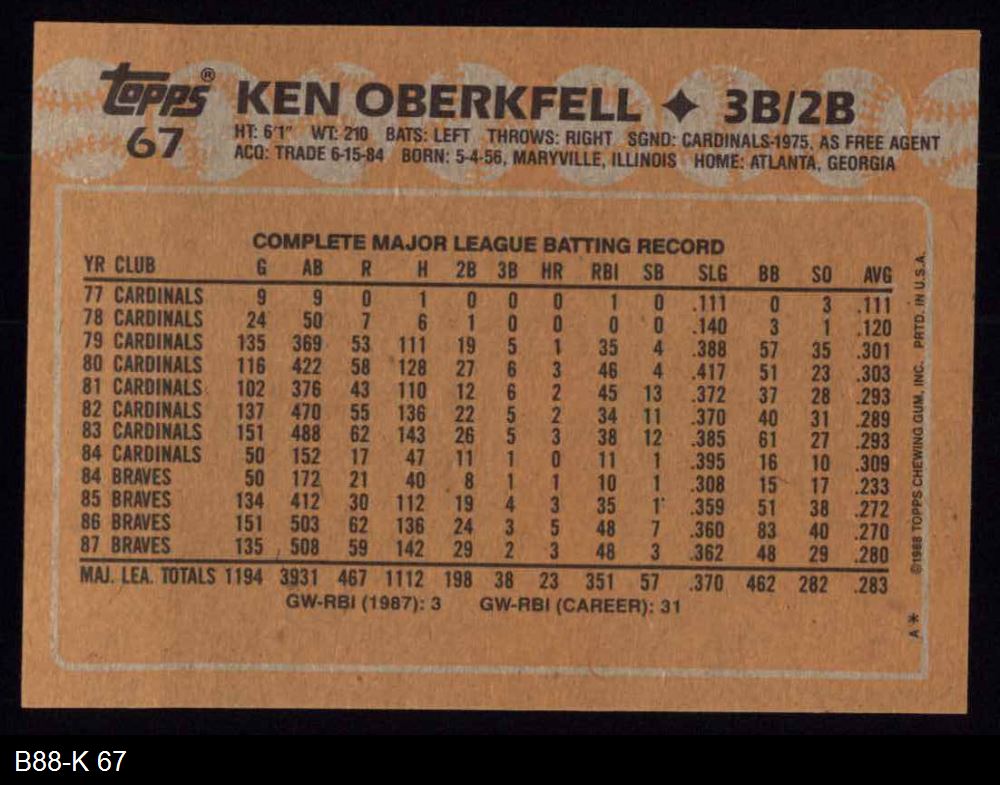 topps® KEN OBERKFELL ✦ 3B/2B
67 HT: 6'1" WT: 210 BATS: LEFT THROWS: RIGHT SGND: CARDINALS-1975, AS FREE AGENT
ACQ: TRADE 6-15-84 BORN: 5-4-56, MARYVILLE, ILLINOIS HOME: ATLANTA, GEORGIA
COMPLETE MAJOR LEAGUE BATTING RECORD
YR CLUB G AB R H 2B 3B HR RBI SB SLG BB SO AVG
77 CARDINALS 9 9 0 1 0 0 0 1 0 .111 0 3 .111
78 CARDINALS 24 50 7 6 1 0 0 0 0 .140 3 1 .120
79 CARDINALS 135 369 53 111 19 5 1 35 4 .388 57 35 .301
80 CARDINALS 116 422 58 128 27 6 3 46 4 .417 51 23 .303
81 CARDINALS 102 376 43 110 12 6 2 45 13 .372 37 28 .293
82 CARDINALS 137 470 55 136 22 5 2 34 11 .370 40 31 .289
83 CARDINALS 151 488 62 143 26 5 3 38 12 .385 61 27 .293
84 CARDINALS 50 152 17 47 11 1 0 11 1 .395 16 10 .309
84 BRAVES 50 172 21 40 8 1 1 10 1 .308 15 17 .233
85 BRAVES 134 412 30 112 19 4 3 35 1 .359 51 38 .272
86 BRAVES 151 503 62 136 24 3 5 48 7 .360 83 40 .270
87 BRAVES 135 508 59 142 29 2 3 48 3 .362 48 29 .280
MAJ. LEA. TOTALS 1194 3931 467 1112 198 38 23 351 57 .370 462 282 .283
GW-RBI (1987): 3 GW-RBI (CAREER): 31
A * ©1988 TOPPS CHEWING GUM, INC. PRTD. IN U.S.A.
B88-K 67